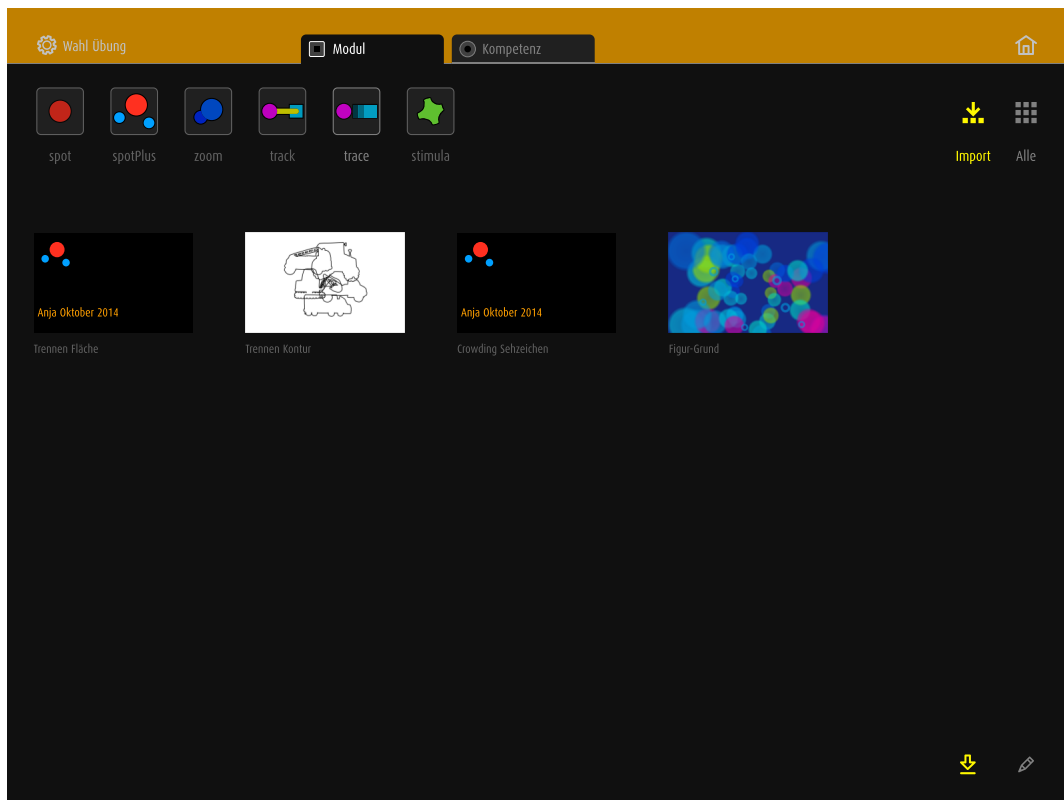 Wahl Übung
Modul
Kompetenz
spot
spotPlus
zoom
track
trace
stimula
Import
Alle
Anja Oktober 2014
Anja Oktober 2014
Trennen Fläche
Trennen Kontur
Crowding Sehzeichen
Figur-Grund